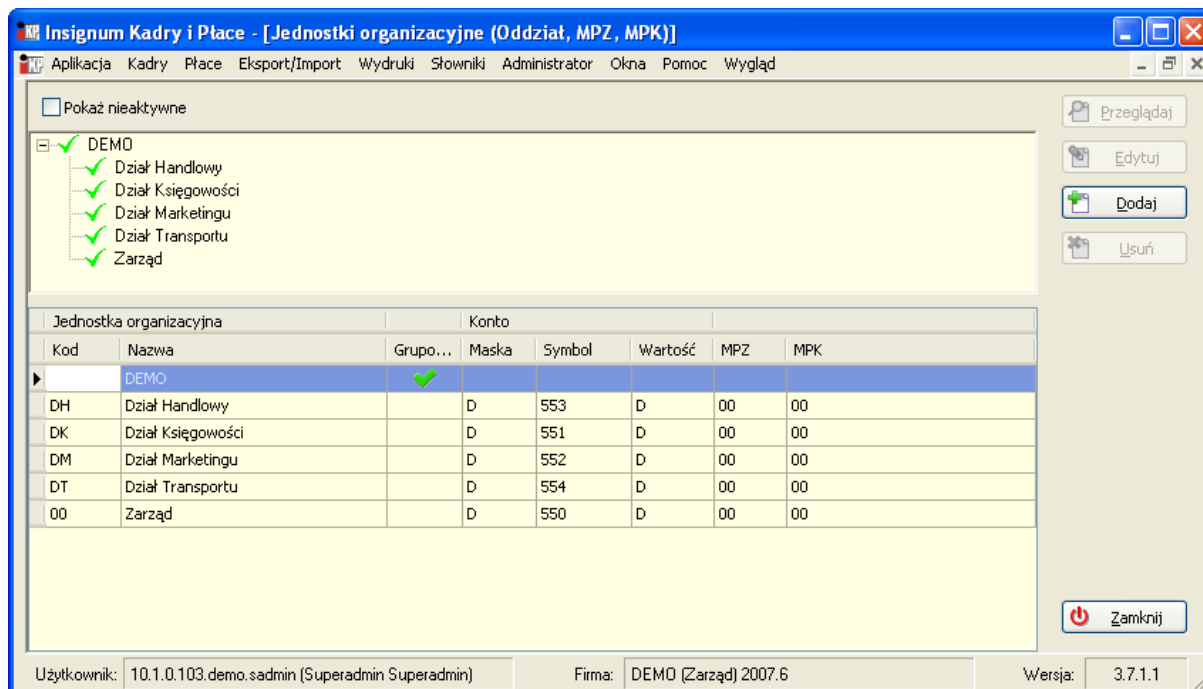 iKP Insignum Kadry i Płace - [Jednostki organizacyjne (Oddział, MPZ, MPK)]
iKP Aplikacja Kadry Płace Eksport/Import Wydruki Słowniki Administrator Okna Pomoc Wygląd
Pokaż nieaktywne
Przeglądaj
DEMO
Dział Handlowy
Edytuj
Dział Księgowości
Dodaj
Dział Marketingu
Dział Transportu
Usuń
Zarząd
Jednostka organizacyjna Konto
Kod Nazwa Grupo... Maska Symbol Wartość MPZ MPK
DEMO
DH Dział Handlowy D 553 D 00 00
DK Dział Księgowości D 551 D 00 00
DM Dział Marketingu D 552 D 00 00
DT Dział Transportu D 554 D 00 00
00 Zarząd D 550 D 00 00
Zamknij
Użytkownik: 10.1.0.103.demo.sadmin (Superadmin Superadmin) Firma: DEMO (Zarząd) 2007.6 Wersja: 3.7.1.1